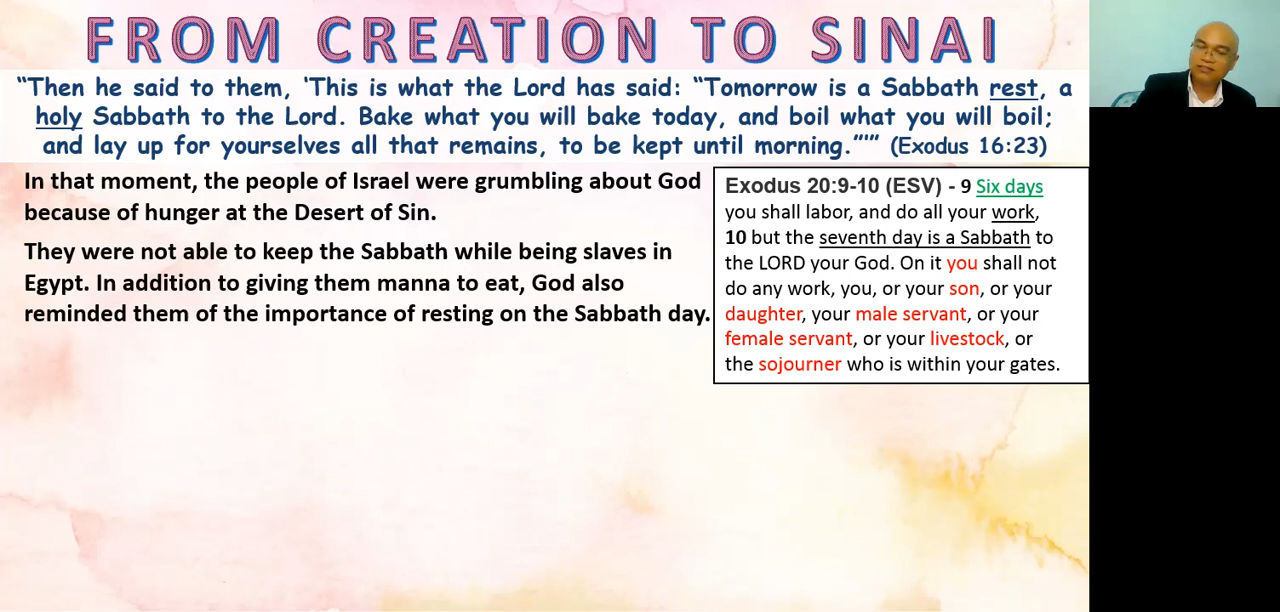 FROM CREATION TO SINAI
“Then he said to them, ‘This is what the Lord has said: “Tomorrow is a Sabbath rest, a
holy Sabbath to the Lord. Bake what you will bake today, and boil what you will boil;
and lay up for yourselves all that remains, to be kept until morning.”’” (Exodus 16:23)
In that moment, the people of Israel were grumbling about God
because of hunger at the Desert of Sin.
They were not able to keep the Sabbath while being slaves in
Egypt. In addition to giving them manna to eat, God also
reminded them of the importance of resting on the Sabbath day.
Exodus 20:9-10 (ESV) - 9 Six days
you shall labor, and do all your work,
10 but the seventh day is a Sabbath to
the LORD your God. On it you shall not
do any work, you, or your son, or your
daughter, your male servant, or your
female servant, or your livestock, or
the sojourner who is within your gates.